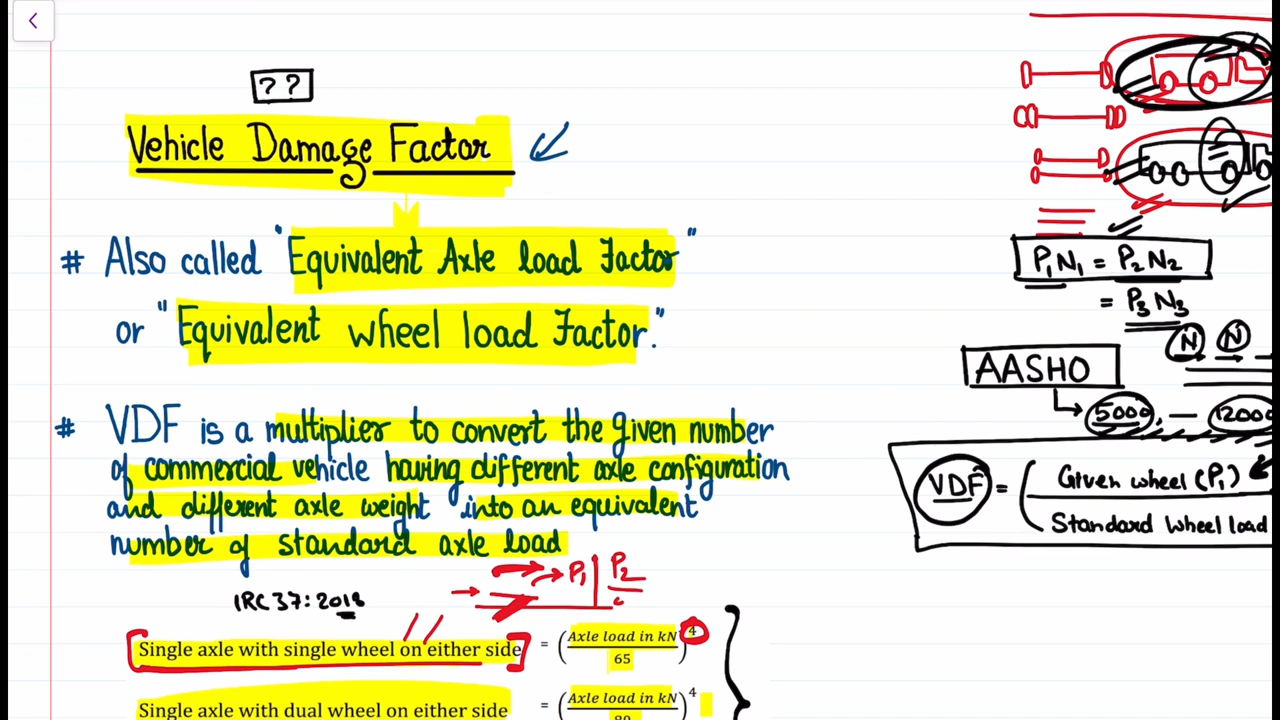 ? ?
Vehicle Damage Factor
# Also called "Equivalent Axle load Factor"
or "Equivalent wheel load Factor."
# VDF is a multiplier to convert the given number
of commercial vehicle having different axle configuration
and different axle weight into an equivalent
number of standard axle load
P₁ P₂
IRC 37:2018
Single axle with single wheel on either side = (Axle load in kN / 65)⁴
Single axle with dual wheel on either side = (Axle load in kN / 80)⁴
P₁N₁ = P₂N₂
= P₃N₃
N N
AASHO
5000 — 12000
VDF = (Given wheel (P₁)
Standard wheel load